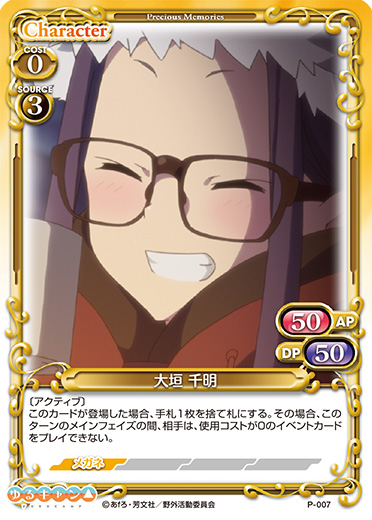 Precious Memories
Character
COST
0
SOURCE
3
50 AP
DP 50
大垣 千明
〔アクティブ〕
このカードが登場した場合、手札1枚を捨て札にする。その場合、この
ターンのメインフェイズの間、相手は、使用コストが0のイベントカード
をプレイできない。
メガネ
ゆるキャン△
©あfろ・芳文社／野外活動委員会
P-007